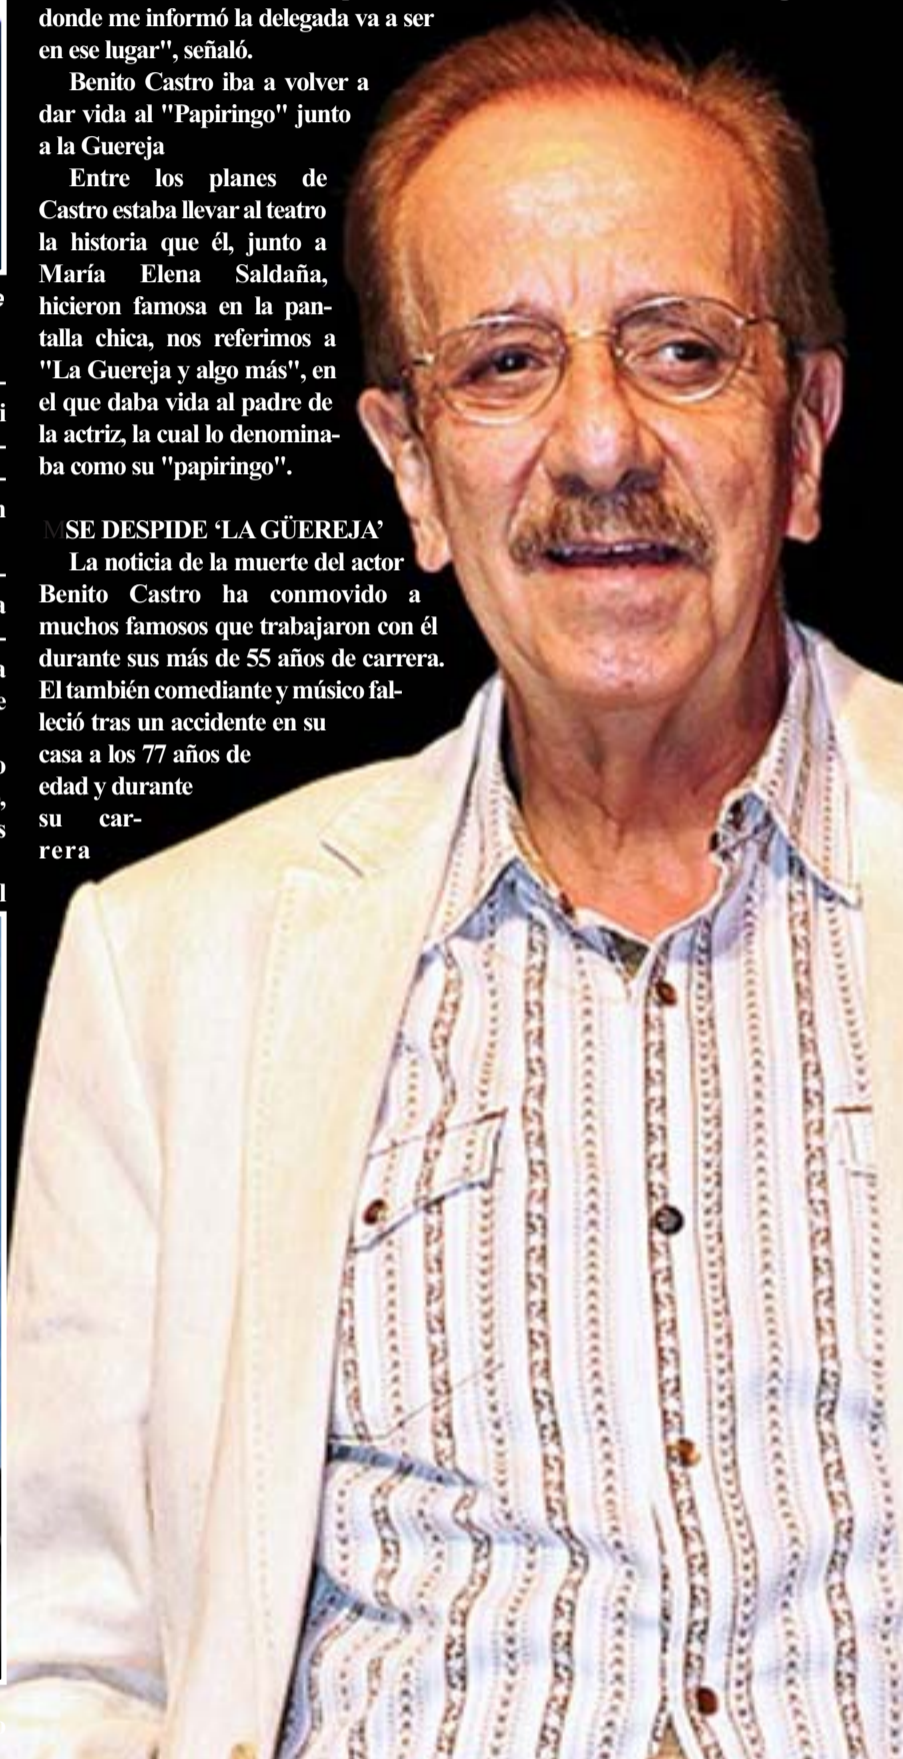 donde me informó la delegada va a ser
en ese lugar", señaló.
Benito Castro iba a volver a
dar vida al "Papiringo" junto
a la Guereja
Entre los planes de
Castro estaba llevar al teatro
la historia que él, junto a
María Elena Saldaña,
hicieron famosa en la pan-
talla chica, nos referimos a
"La Guereja y algo más", en
el que daba vida al padre de
la actriz, la cual lo denomina-
ba como su "papiringo".
SE DESPIDE ‘LA GÜEREJA’
La noticia de la muerte del actor
Benito Castro ha conmovido a
muchos famosos que trabajaron con él
durante sus más de 55 años de carrera.
El también comediante y músico fal-
leció tras un accidente en su
casa a los 77 años de
edad y durante
su car-
rera